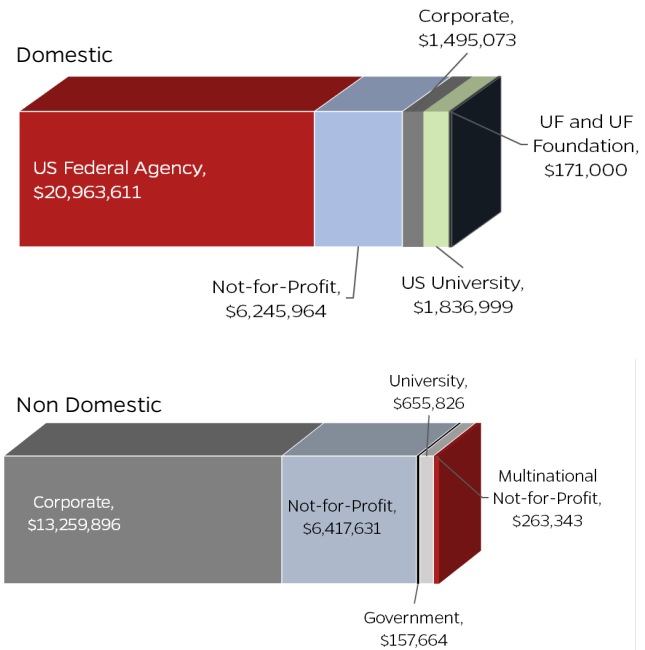 Domestic
Corporate,
$1,495,073
UF and UF
Foundation,
$171,000
US Federal Agency,
$20,963,611
Not-for-Profit,
$6,245,964
US University,
$1,836,999
Non Domestic
University,
$655,826
Corporate,
$13,259,896
Not-for-Profit,
$6,417,631
Multinational
Not-for-Profit,
$263,343
Government,
$157,664